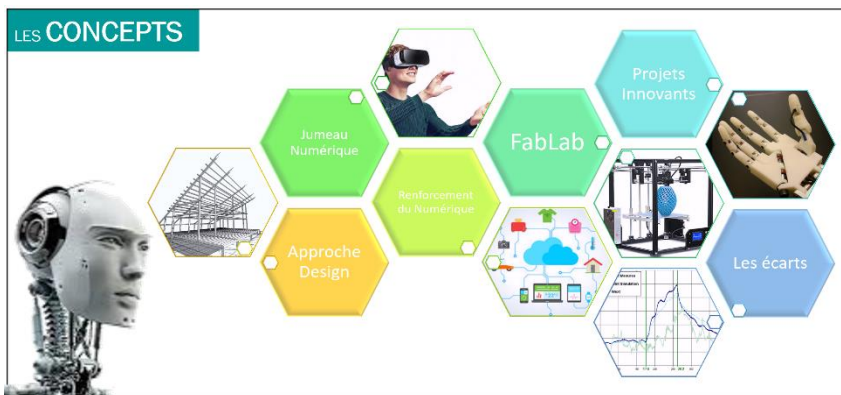 LES CONCEPTS
Jumeau
Numérique
FabLab
Projets
Innovants
Renforcement
du Numérique
Approche
Design
Les écarts